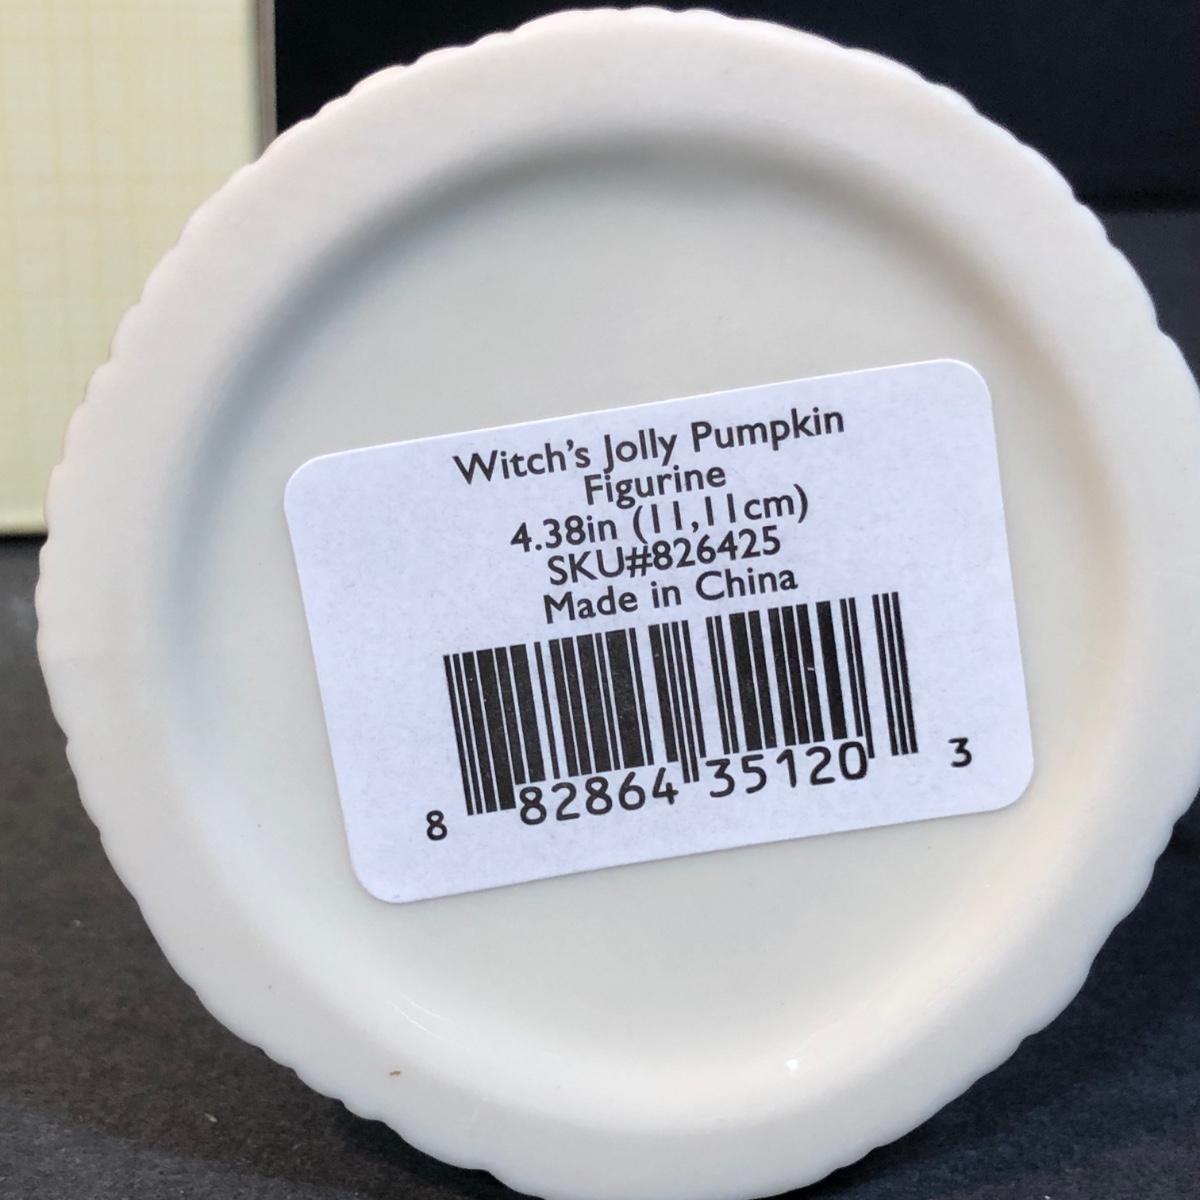 Witch's Jolly Pumpkin
Figurine
4.38in (11,11cm)
SKU#826425
Made in China
8 82864 35120 3